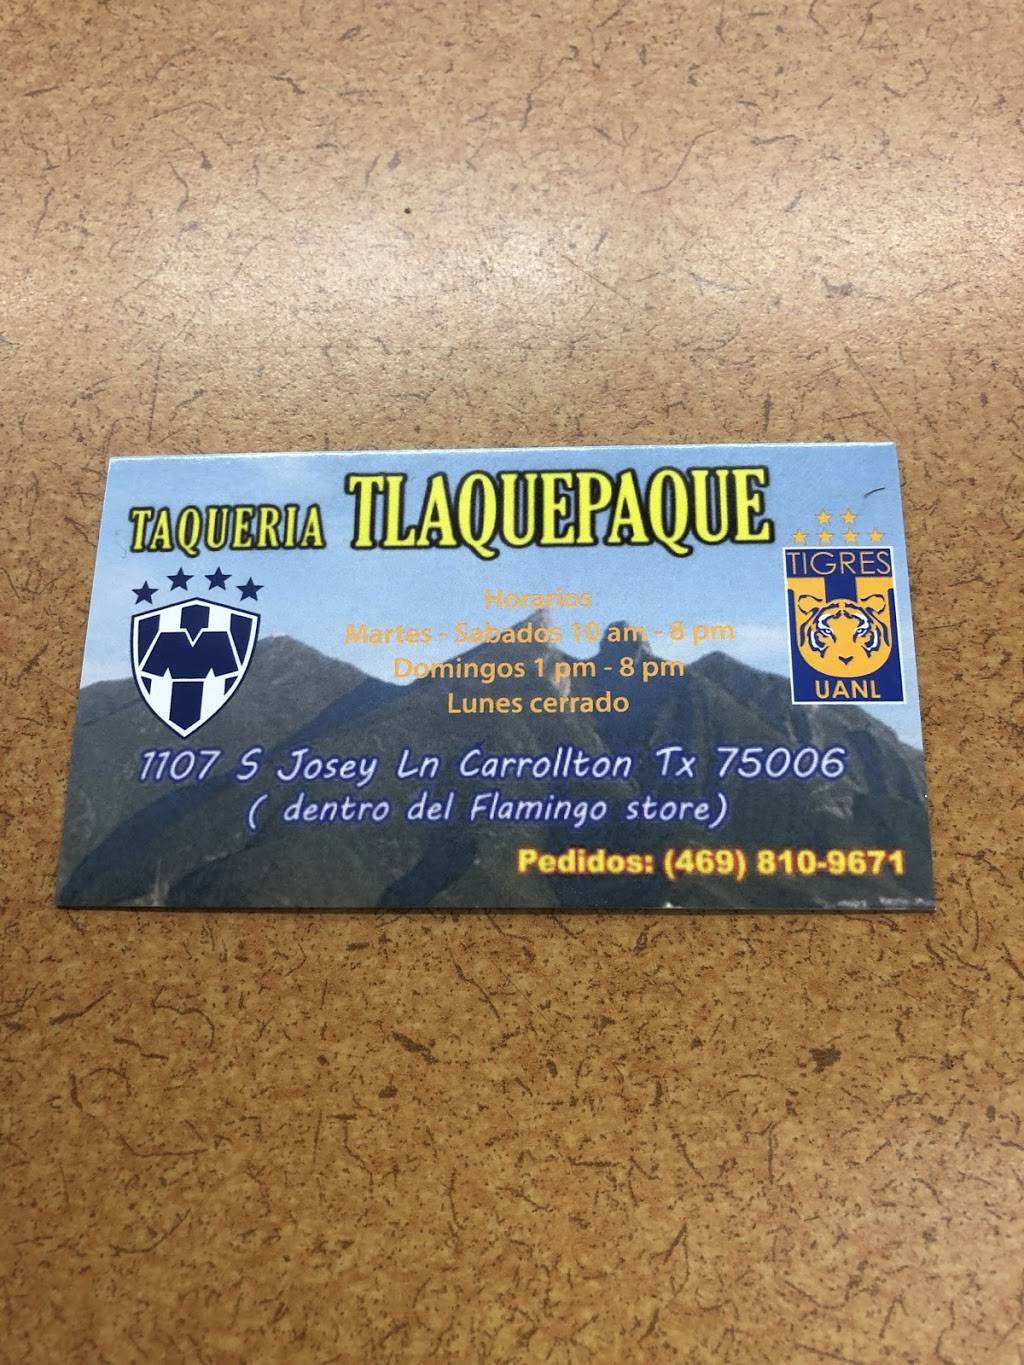 TAQUERIA TLAQUEPAQUE
Horarios
Martes - Sabados 10 am - 8 pm
Domingos 1 pm - 8 pm
Lunes cerrado
TIGRES
UANL
M
1107 S Josey Ln Carrollton Tx 75006
( dentro del Flamingo store)
Pedidos: (469) 810-9671